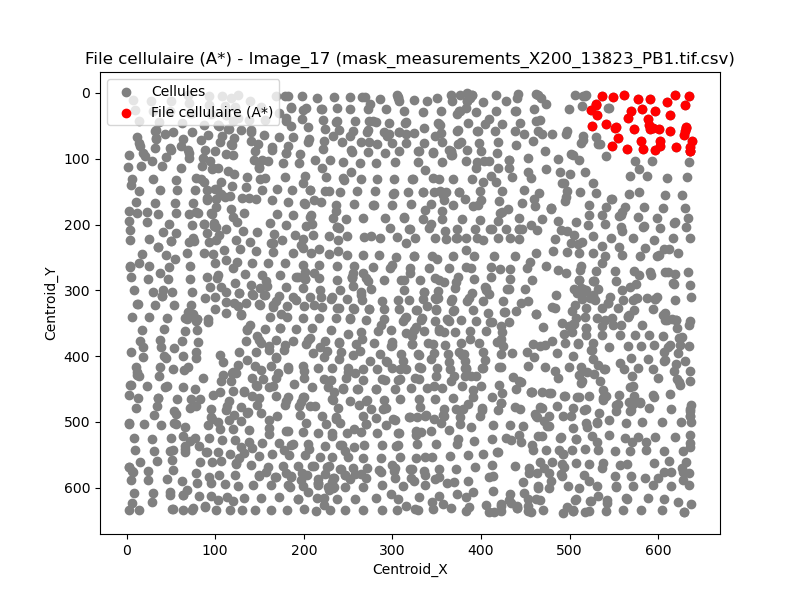 File cellulaire (A*) - Image_17 (mask_measurements_X200_13823_PB1.tif.csv)
Cellules
File cellulaire (A*)
Centroid_Y
0
100
200
300
400
500
600
0 100 200 300 400 500 600
Centroid_X